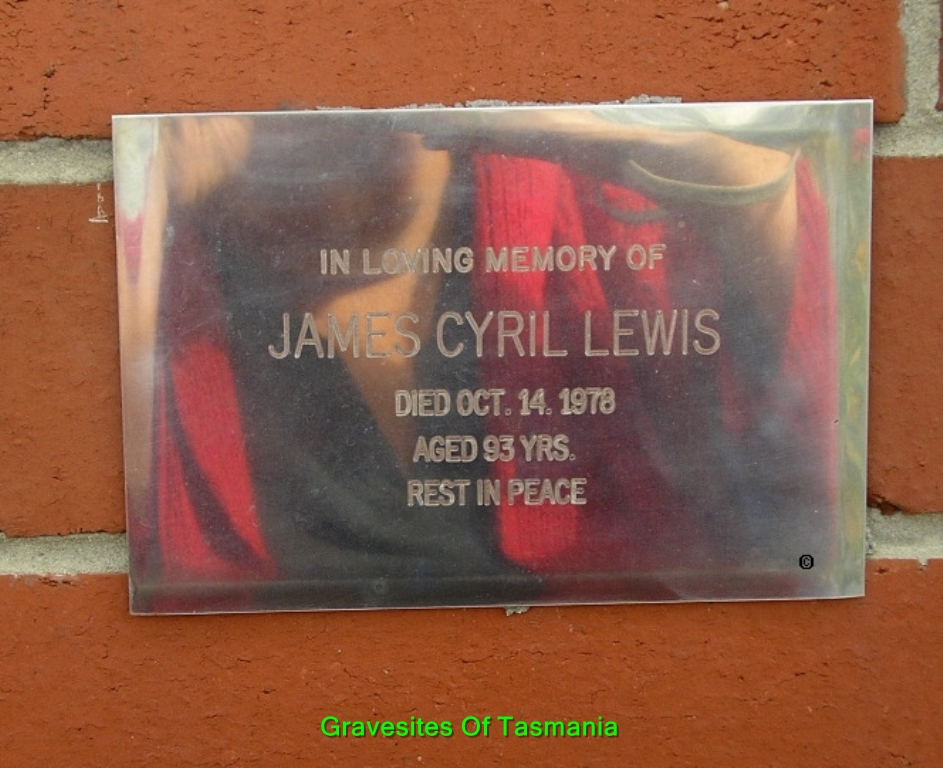 IN LOVING MEMORY OF
JAMES CYRIL LEWIS
DIED OCT. 14. 1978
AGED 93 YRS.
REST IN PEACE
©
Gravesites Of Tasmania